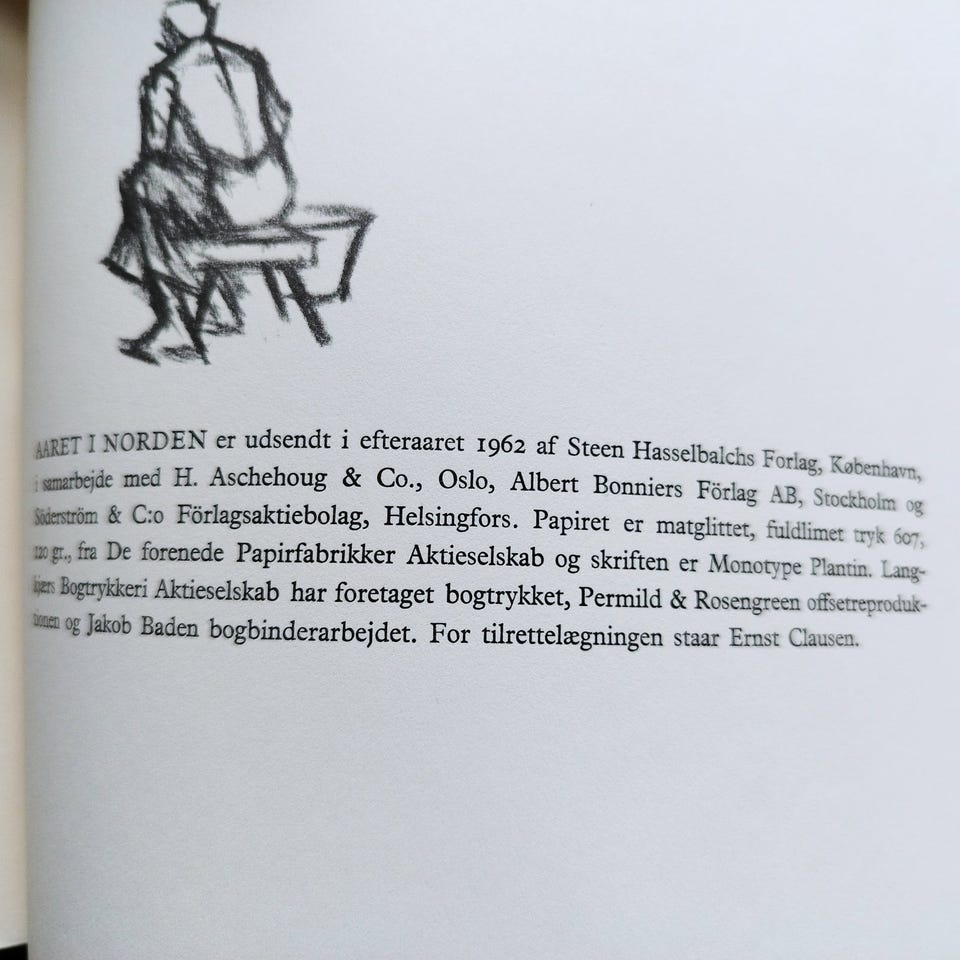 AARET I NORDEN er udsendt i efteraaret 1962 af Steen Hasselbalchs Forlag, København,
i samarbejde med H. Aschehoug & Co., Oslo, Albert Bonniers Förlag AB, Stockholm og
Söderström & C:o Förlagsaktiebolag, Helsingfors. Papiret er matglittet, fuldlimet tryk 607,
120 gr., fra De forenede Papirfabrikker Aktieselskab og skriften er Monotype Plantin. Lang-
kjærs Bogtrykkeri Aktieselskab har foretaget bogtrykket, Permild & Rosengreen offsetreproduk-
tionen og Jakob Baden bogbinderarbejdet. For tilrettelægningen staar Ernst Clausen.